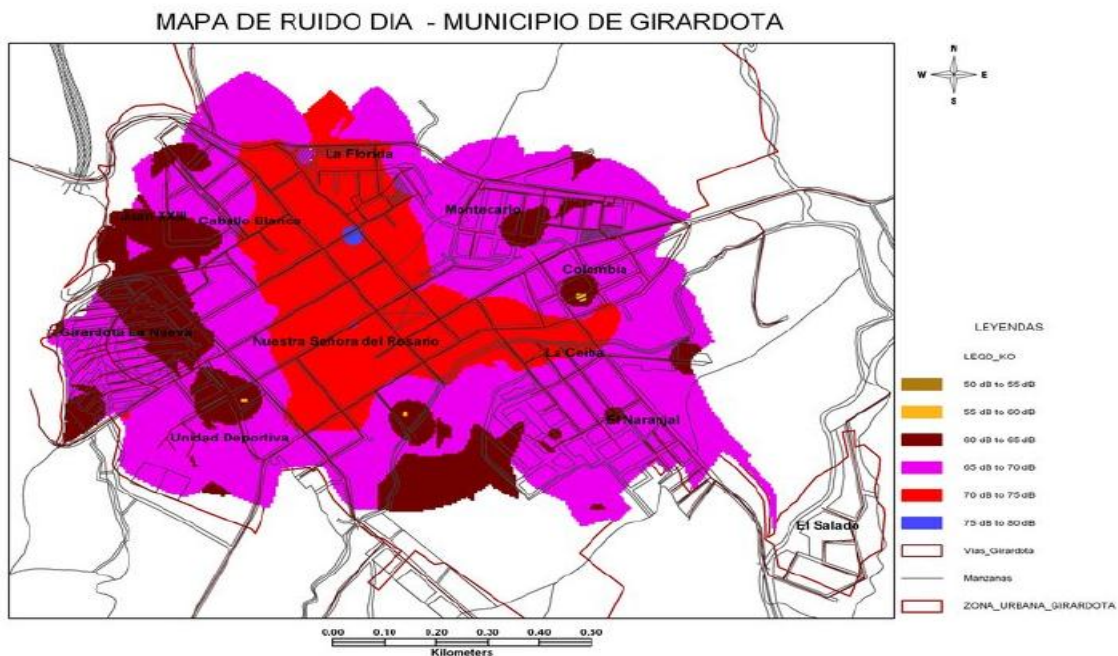 MAPA DE RUIDO DIA - MUNICIPIO DE GIRARDOTA
N
W E
S
La Florida
Juan XXIII
Caballo Blanco
Montecarlo
Colombia
Girardota La Nueva
Nuestra Señora del Rosario
La Ceiba
Unidad Deportiva
El Naranjal
El Salado
LEYENDAS
LEQD_KO
50 dB to 55 dB
55 dB to 60 dB
60 dB to 65 dB
65 dB to 70 dB
70 dB to 75 dB
75 dB to 80 dB
Vias_Girardota
Manzanas
ZONA_URBANA_GIRARDOTA
0.00 0.10 0.20 0.30 0.40 0.50
Kilometers